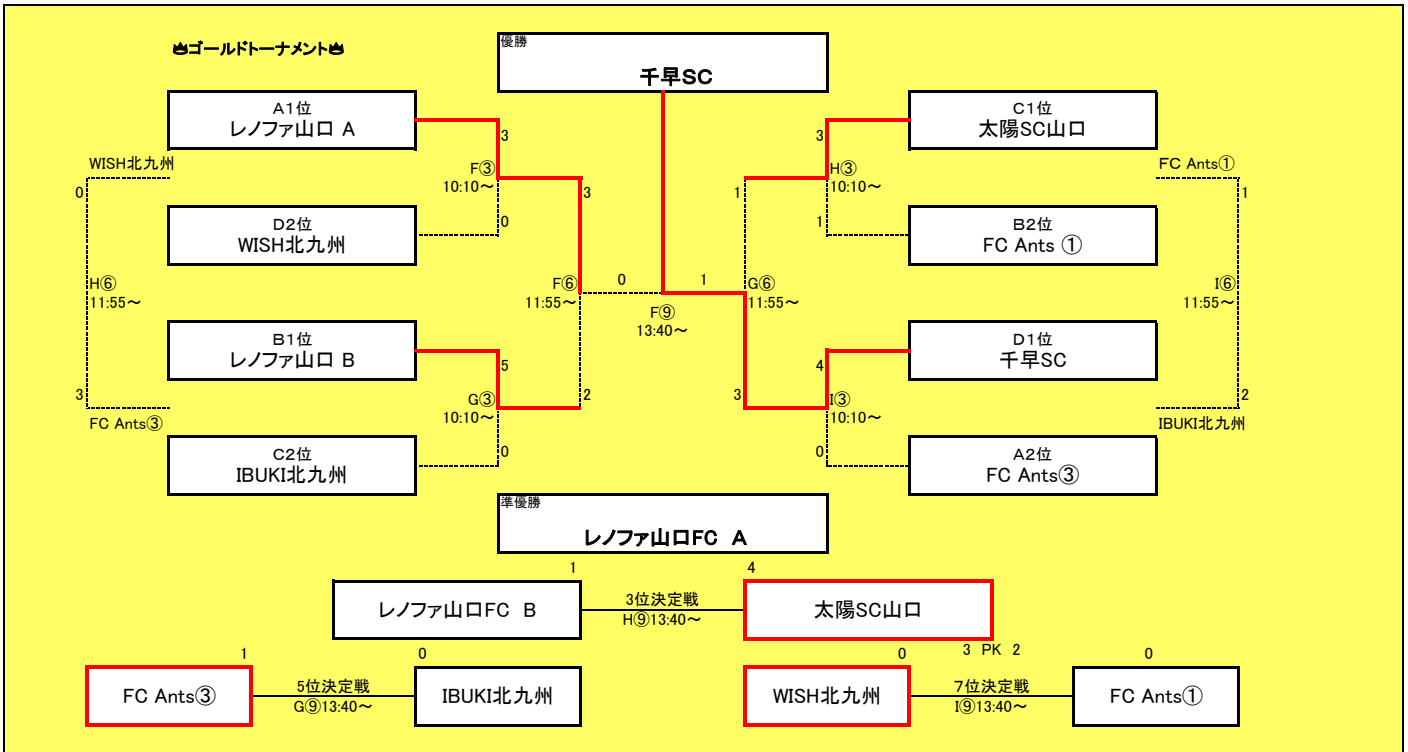 ♔ゴールドトーナメント♔
優勝
千早SC
A1位
レノファ山口 A
C1位
太陽SC山口
3
3
WISH北九州
F③
10:10～
H③
10:10～
FC Ants①
0
3
1
1
D2位
WISH北九州
0
1
B2位
FC Ants ①
H⑥
11:55～
F⑥
11:55～
0
1
F⑨
13:40～
G⑥
11:55～
I⑥
11:55～
B1位
レノファ山口 B
D1位
千早SC
5
4
3
G③
10:10～
2
3
I③
10:10～
2
FC Ants③
IBUKI北九州
C2位
IBUKI北九州
0
0
A2位
FC Ants③
準優勝
レノファ山口FC A
1
4
レノファ山口FC B
3位決定戦
H⑨13:40～
太陽SC山口
1
0
0
3 PK 2
0
FC Ants③
5位決定戦
G⑨13:40～
IBUKI北九州
WISH北九州
7位決定戦
I⑨13:40～
FC Ants①